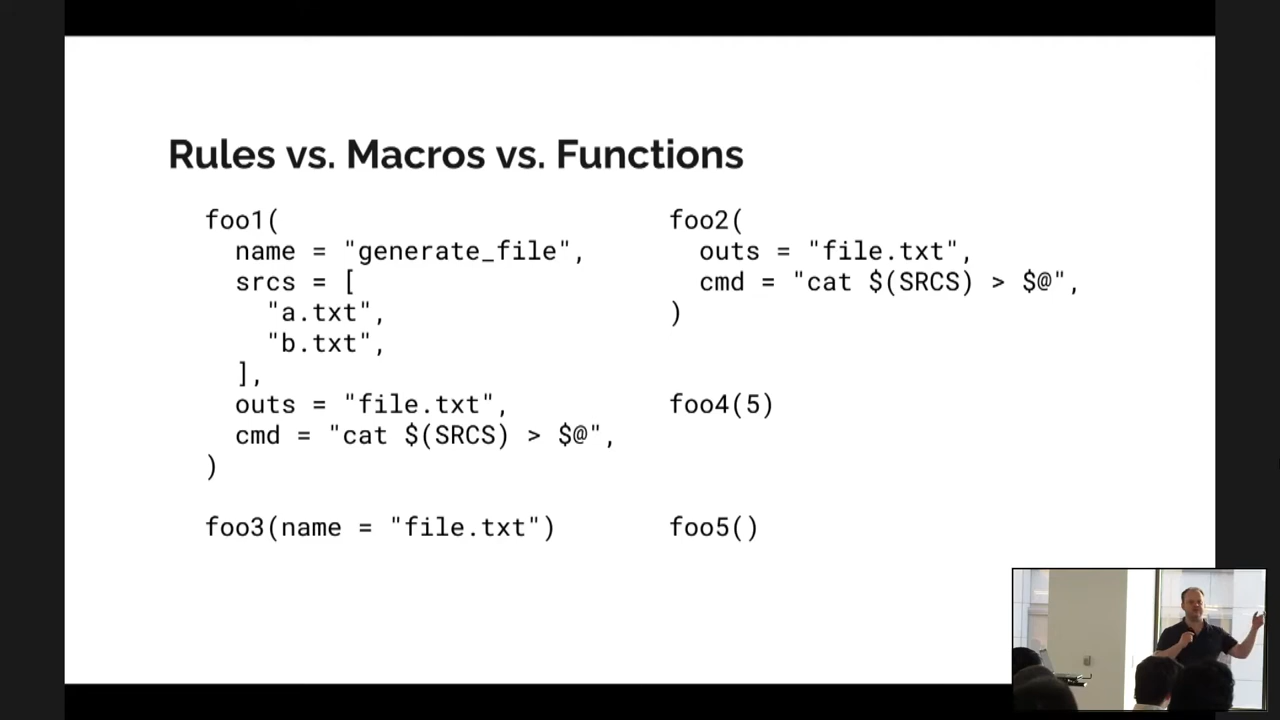 Rules vs. Macros vs. Functions
foo1(
name = "generate_file",
srcs = [
"a.txt",
"b.txt",
],
outs = "file.txt",
cmd = "cat $(SRCS) > $@",
)
foo2(
outs = "file.txt",
cmd = "cat $(SRCS) > $@",
)
foo4(5)
foo3(name = "file.txt")
foo5()